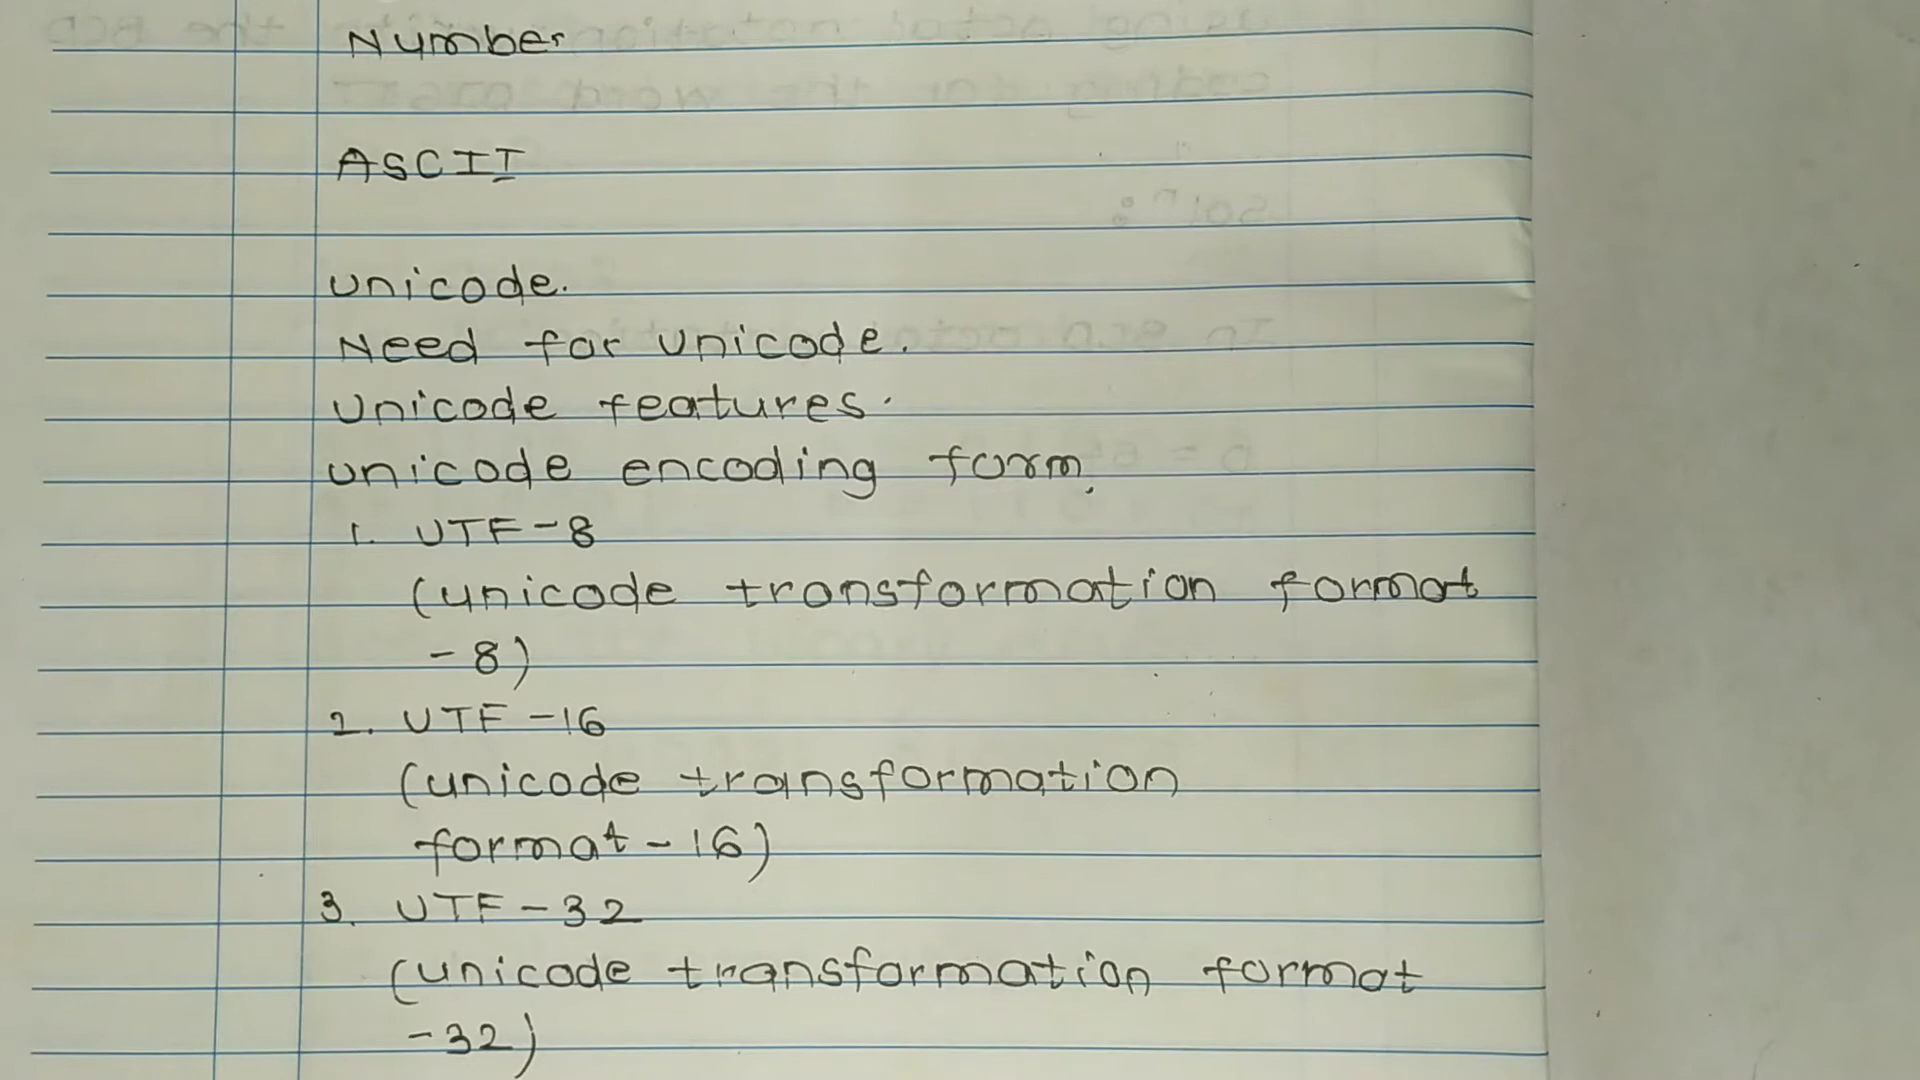 Number
ASCII
unicode.
Need for unicode.
Unicode features.
unicode encoding form.
1. UTF-8
(unicode transformation format
-8)
2. UTF-16
(unicode transformation
format-16)
3. UTF-32
(unicode transformation format
-32)